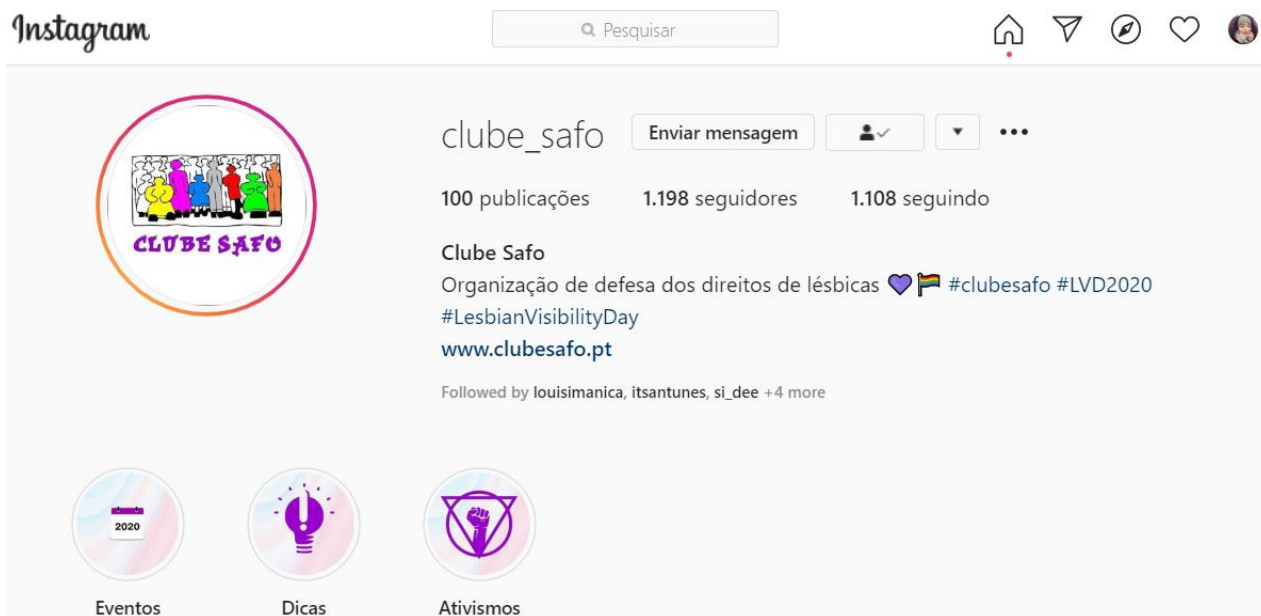 Instagram
Pesquisar
CLUBE SAFO
clube_safo Enviar mensagem
100 publicações 1.198 seguidores 1.108 seguindo
Clube Safo
Organização de defesa dos direitos de lésbicas 💜🏳️‍🌈 #clubesafo #LVD2020
#LesbianVisibilityDay
www.clubesafo.pt
Followed by louisimanica, itsantunes, si_dee +4 more
2020
Eventos Dicas Ativismos